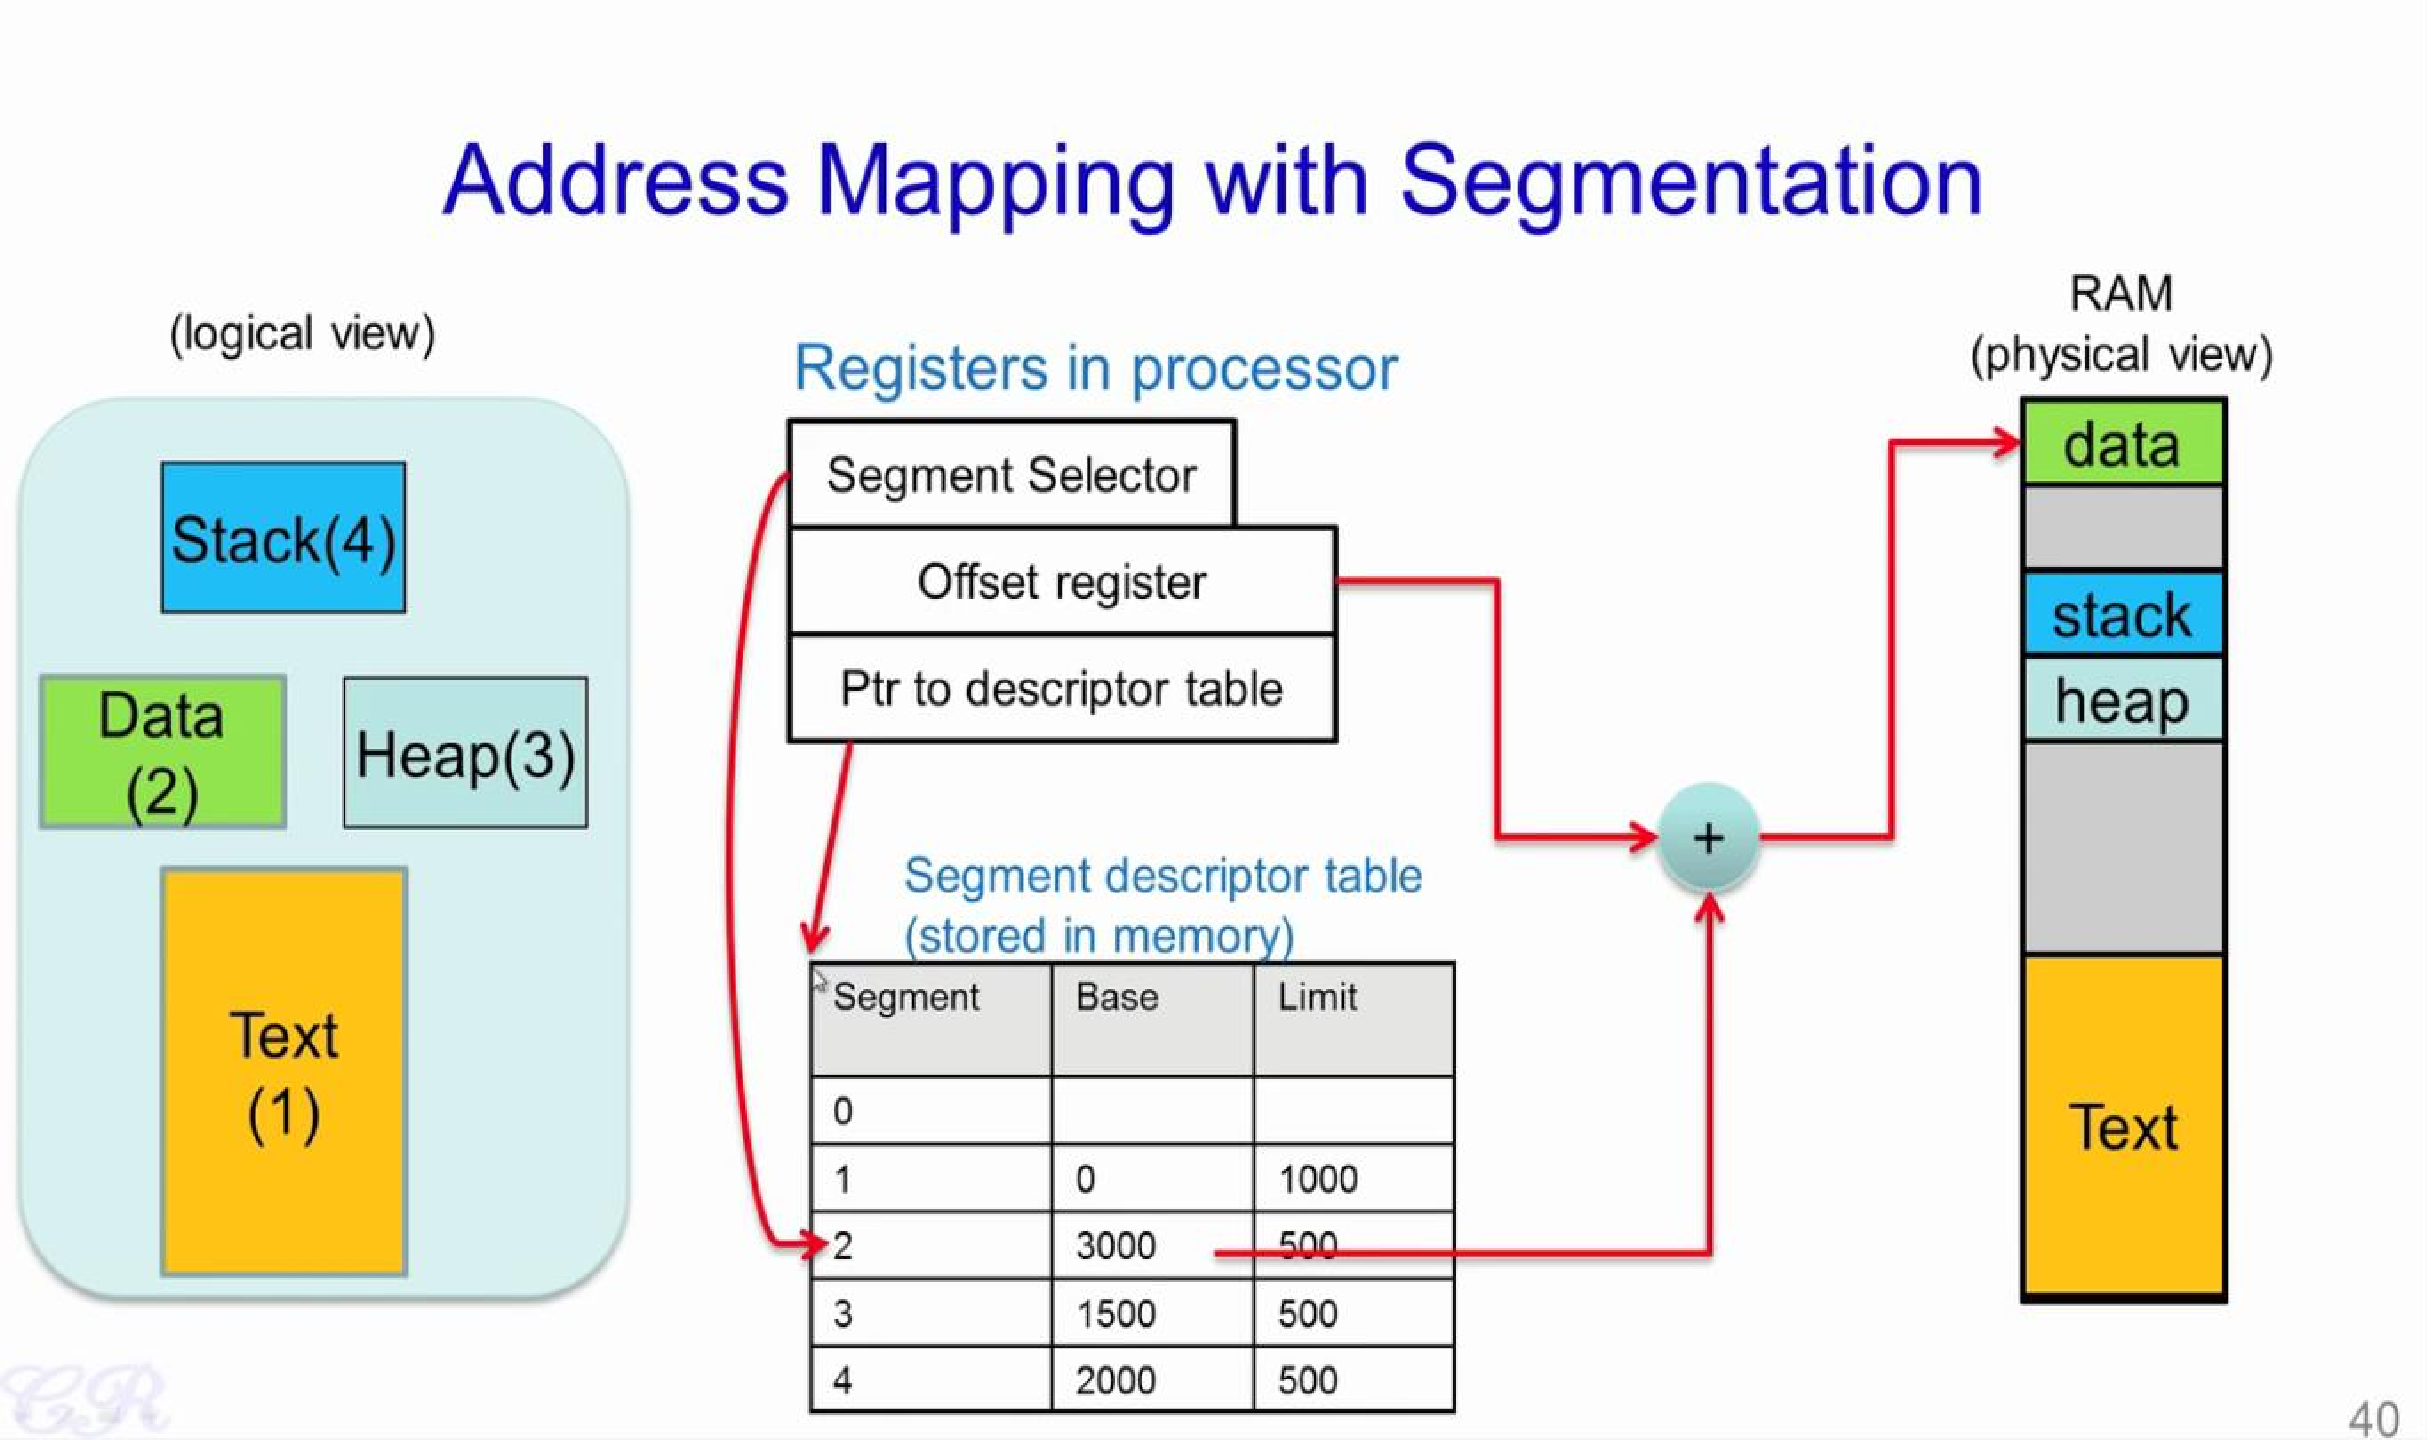 Address Mapping with Segmentation
(logical view)
Stack(4)
Data
(2)
Heap(3)
Text
(1)
Registers in processor
Segment Selector
Offset register
Ptr to descriptor table
Segment descriptor table
(stored in memory)
Segment Base Limit
0
1 0 1000
2 3000 500
3 1500 500
4 2000 500
+
RAM
(physical view)
data
stack
heap
Text
CR
40